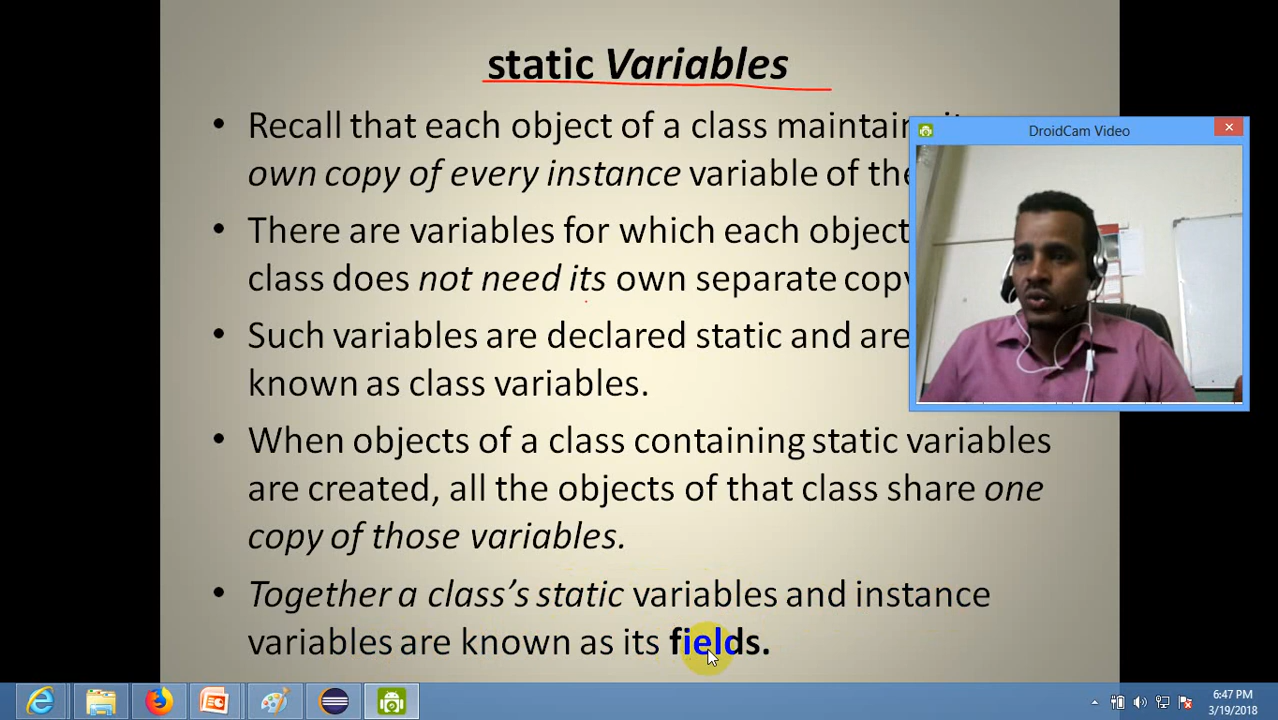 static Variables
• Recall that each object of a class
own copy of every instance variable of
• There are variables for which each object
class does not need its own separate
• Such variables are declared static and are
known as class variables.
• When objects of a class containing static variables
are created, all the objects of that class share one
copy of those variables.
• Together a class’s static variables and instance
variables are known as its fields.
DroidCam Video
6:47 PM
3/19/2018